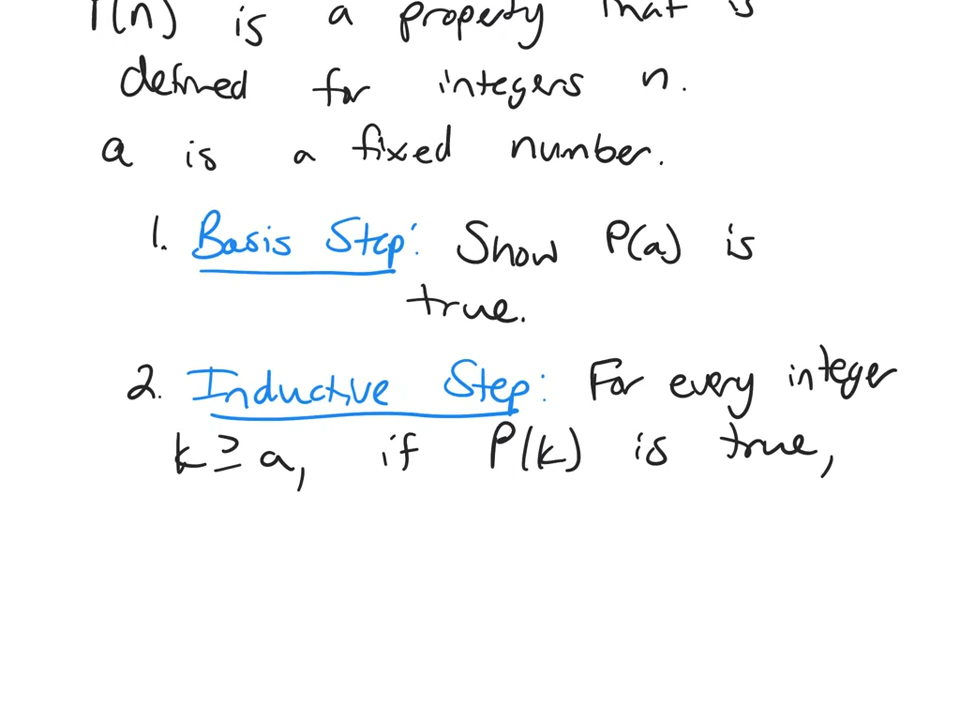 P(n) is a property that is
defined for integers n.
a is a fixed number.
1. Basis Step: Show P(a) is
true.
2. Inductive Step: For every integer
k ≥ a, if P(k) is true,